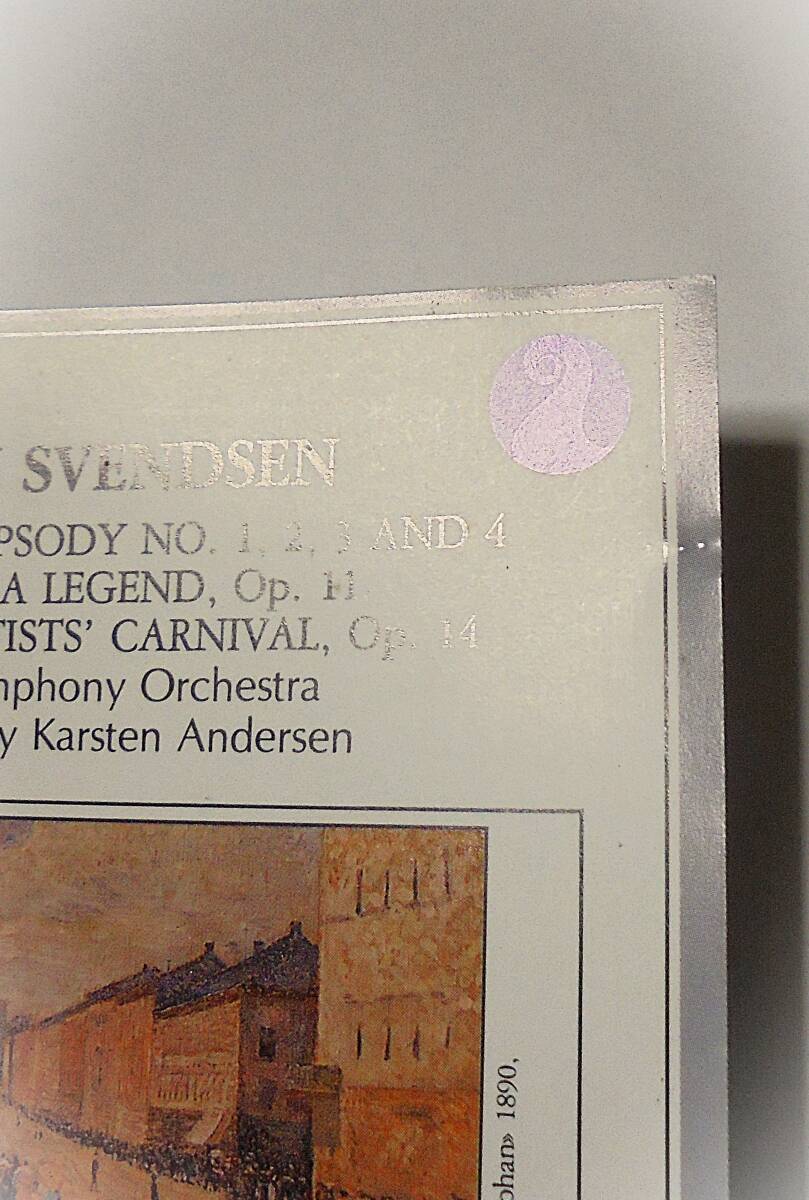 SVENDSEN
PSODY NO. 1, 2, 3 AND 4
A LEGEND, Op. 11
TISTS' CARNIVAL, Op. 14
mphony Orchestra
y Karsten Andersen
ohan» 1890,